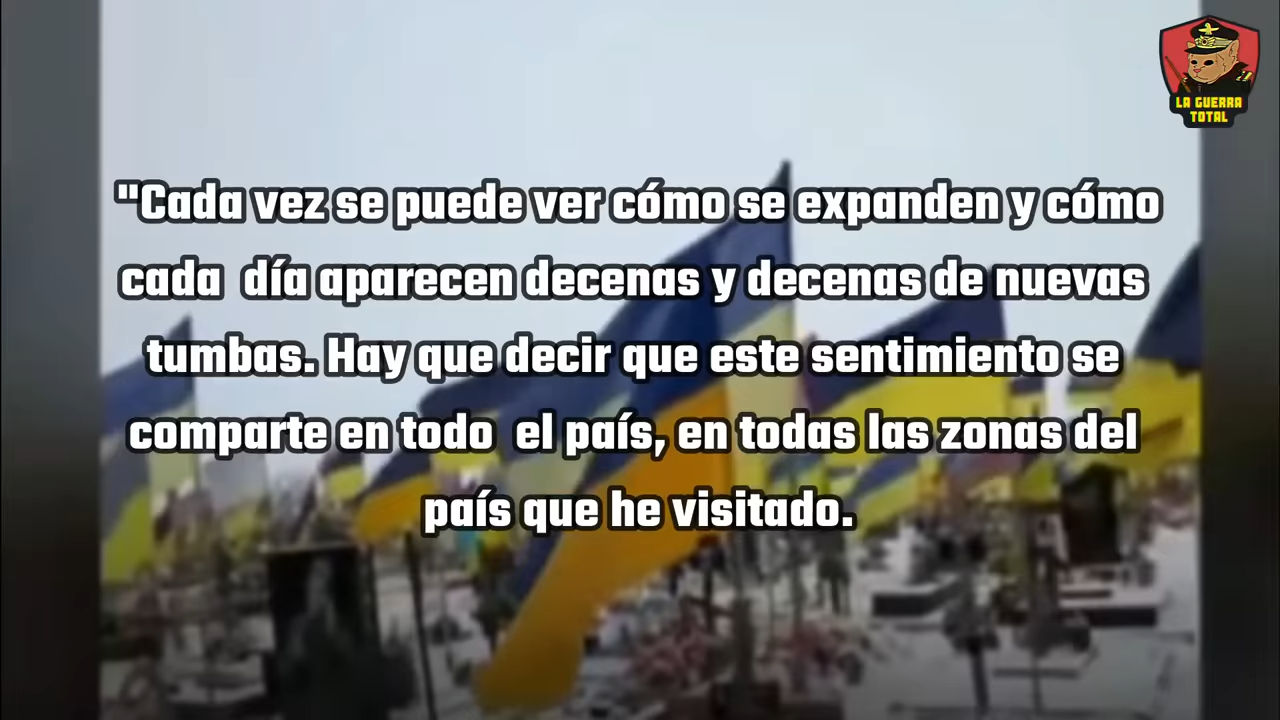 LA GUERRA
TOTAL
"Cada vez se puede ver cómo se expanden y cómo
cada día aparecen decenas y decenas de nuevas
tumbas. Hay que decir que este sentimiento se
comparte en todo el país, en todas las zonas del
país que he visitado.